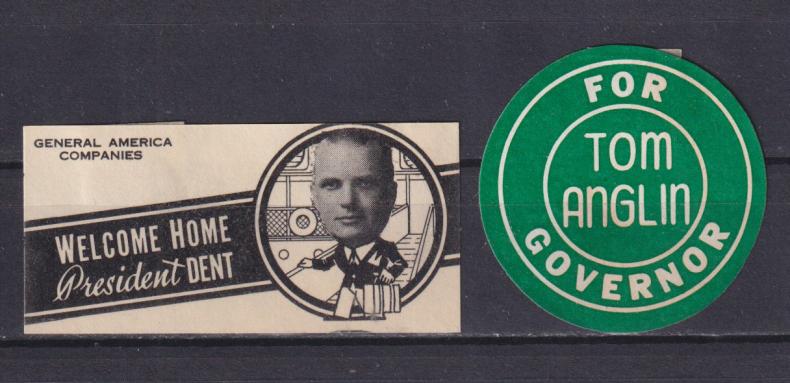 GENERAL AMERICA
COMPANIES
WELCOME HOME
President DENT
FOR
TOM
ANGLIN
GOVERNOR